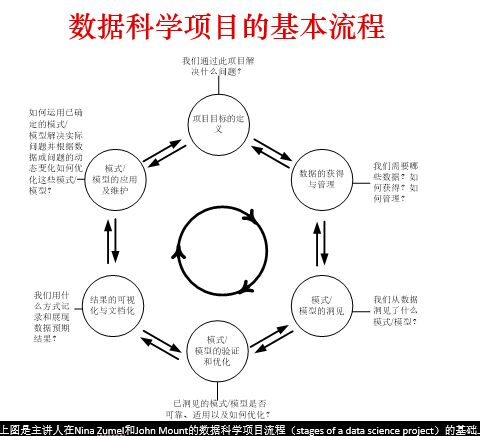 数据科学项目的基本流程
我们通过此项目解
决什么问题？
项目目标的定
义
如何运用已确
定的模式/
模型解决实际
问题并根据数
据或问题的动
态变化如何优
化这些模式/
模型？
模式/
模型的应用
及维护
数据的获得
与管理
我们需要哪
些数据？如
何获得？如
何管理？
我们用什
么方式记
录和展现
数据预期
结果？
结果的可视
化与文档化
模式/
模型的洞见
我们从数据
洞见了什么
模式/模型？
模式/
模型的验证
和优化
已洞见的模式/模型是否
可靠、适用以及如何优化？
上图是主讲人在Nina Zumel和John Mount的数据科学项目流程（stages of a data science project）的基础